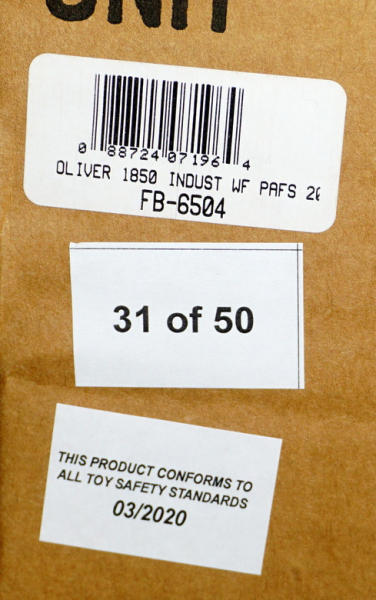 UNIT
0 88724 07196 4
OLIVER 1850 INDUST WF PAFS 20
FB-6504
31 of 50
THIS PRODUCT CONFORMS TO
ALL TOY SAFETY STANDARDS
03/2020